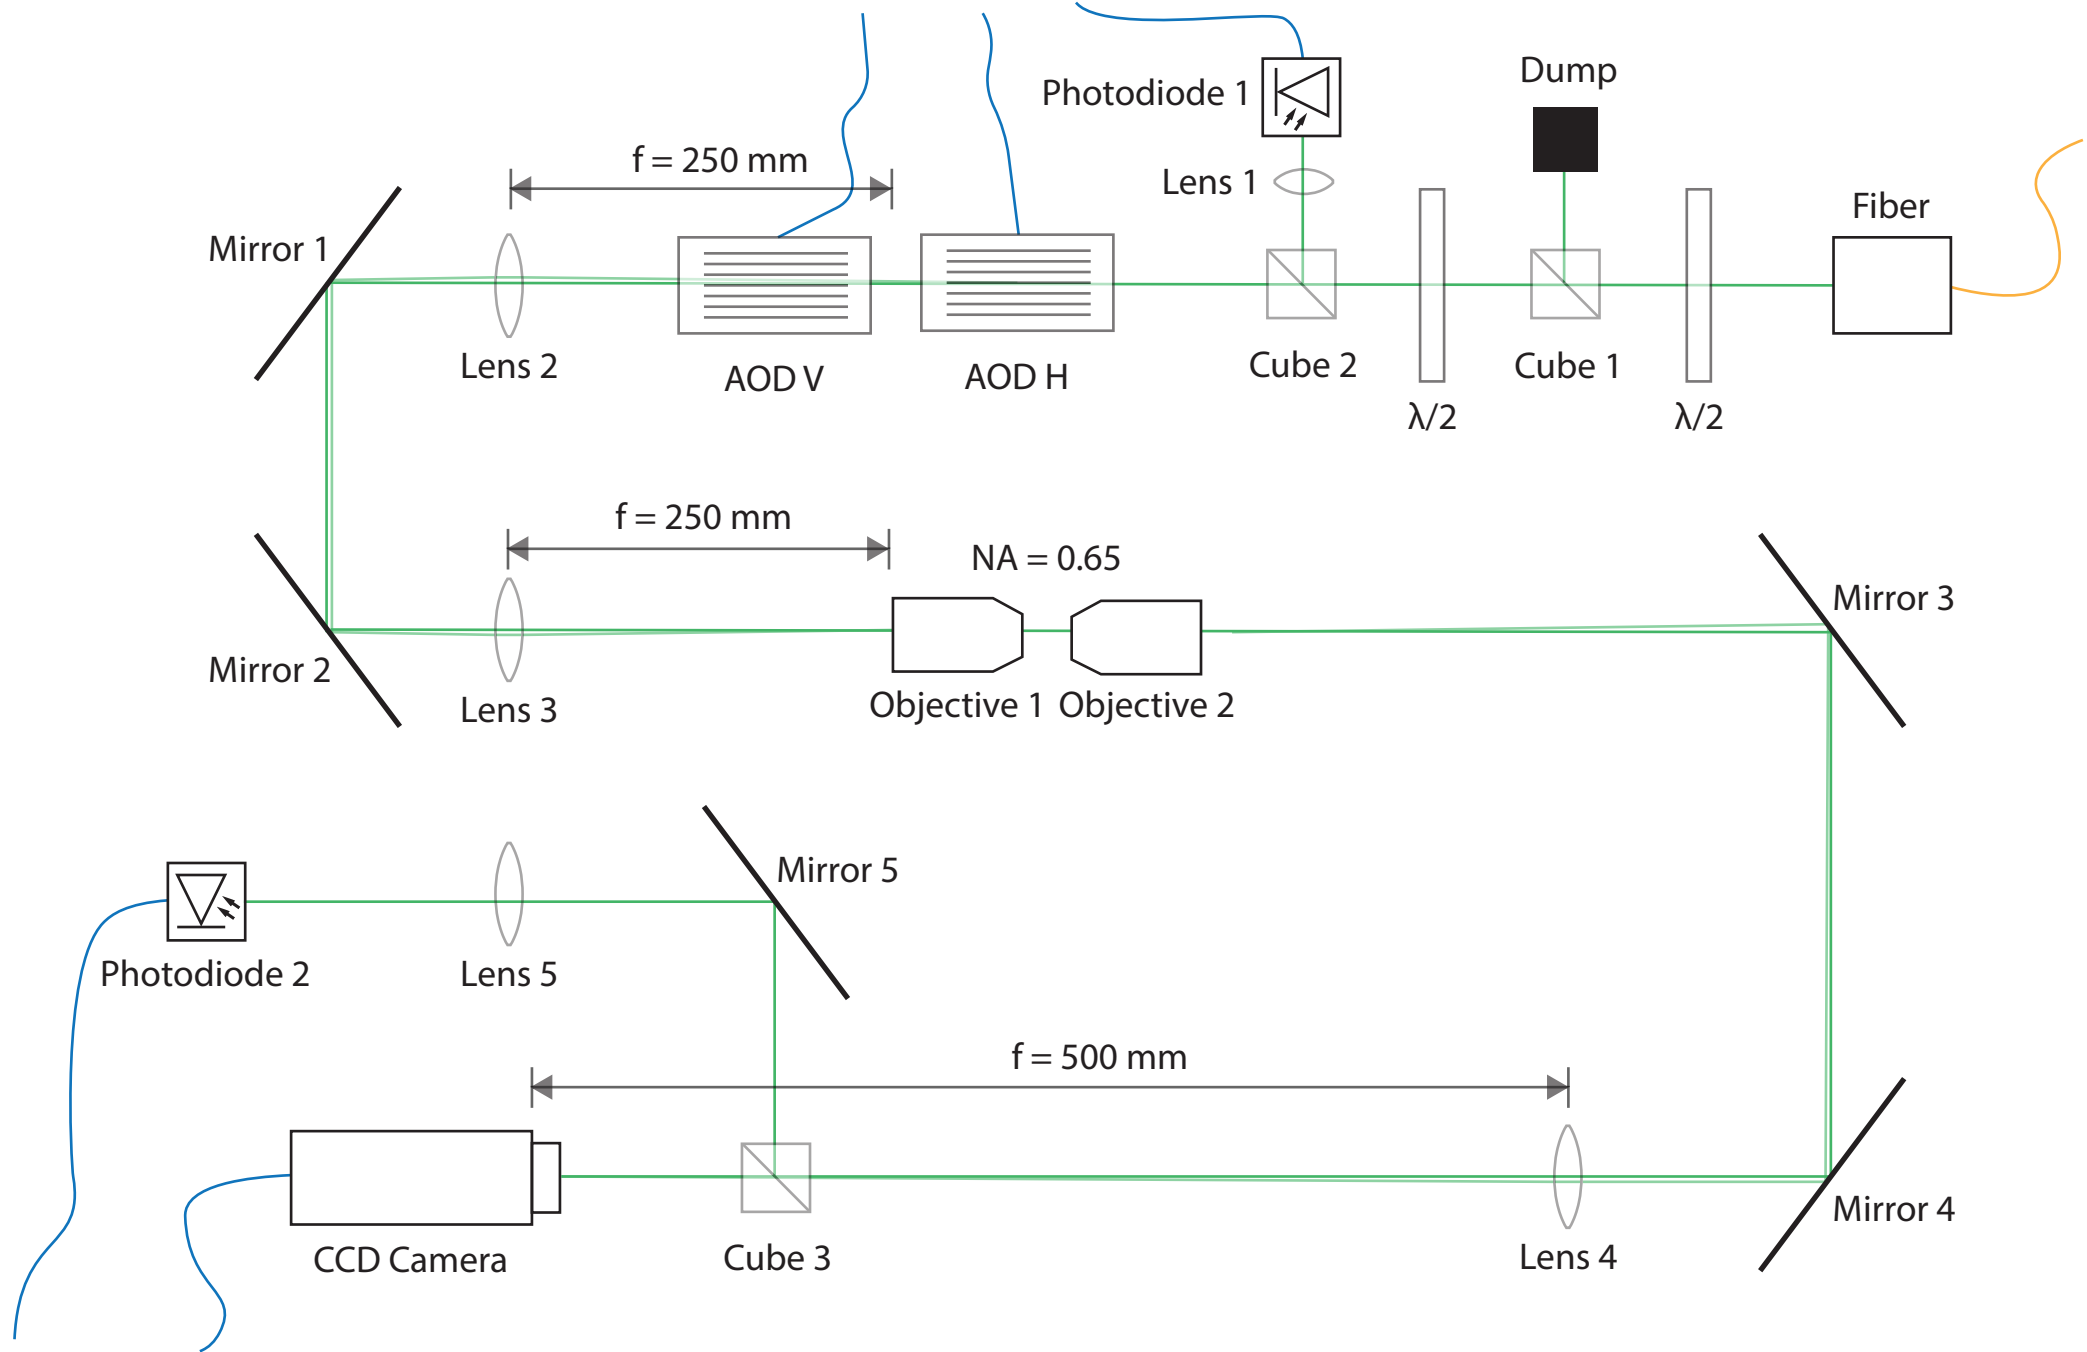 Dump
Photodiode 1
f = 250 mm
Lens 1
Fiber
Mirror 1
Lens 2
AOD V
AOD H
Cube 2
Cube 1
λ/2
λ/2
f = 250 mm
NA = 0.65
Mirror 3
Mirror 2
Lens 3
Objective 1
Objective 2
Mirror 5
Photodiode 2
Lens 5
f = 500 mm
Mirror 4
CCD Camera
Cube 3
Lens 4